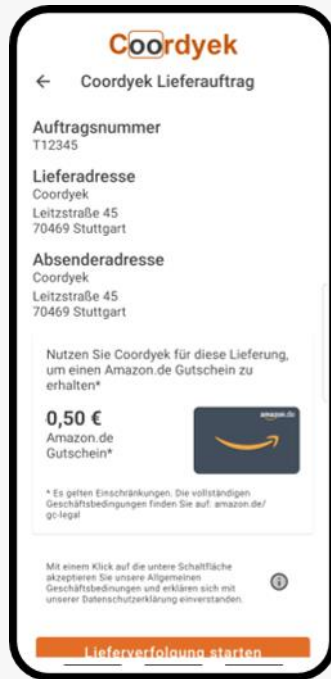 Coordyek
Coordyek Lieferauftrag
Auftragsnummer
T12345
Lieferadresse
Coordyek
Leitzstraße 45
70469 Stuttgart
Absenderadresse
Coordyek
Leitzstraße 45
70469 Stuttgart
Nutzen Sie Coordyek für diese Lieferung,
um einen Amazon.de Gutschein zu
erhalten*
0,50 €
Amazon.de
Gutschein*
amazon.de
* Es gelten Einschränkungen. Die vollständigen
Geschäftsbedingungen finden Sie auf: amazon.de/
gc-legal
Mit einem Klick auf die untere Schaltfläche
akzeptieren Sie unsere Allgemeinen
Geschäftsbedinungen und erklären sich mit
unserer Datenschutzerklärung einverstanden.
Lieferverfolgung starten